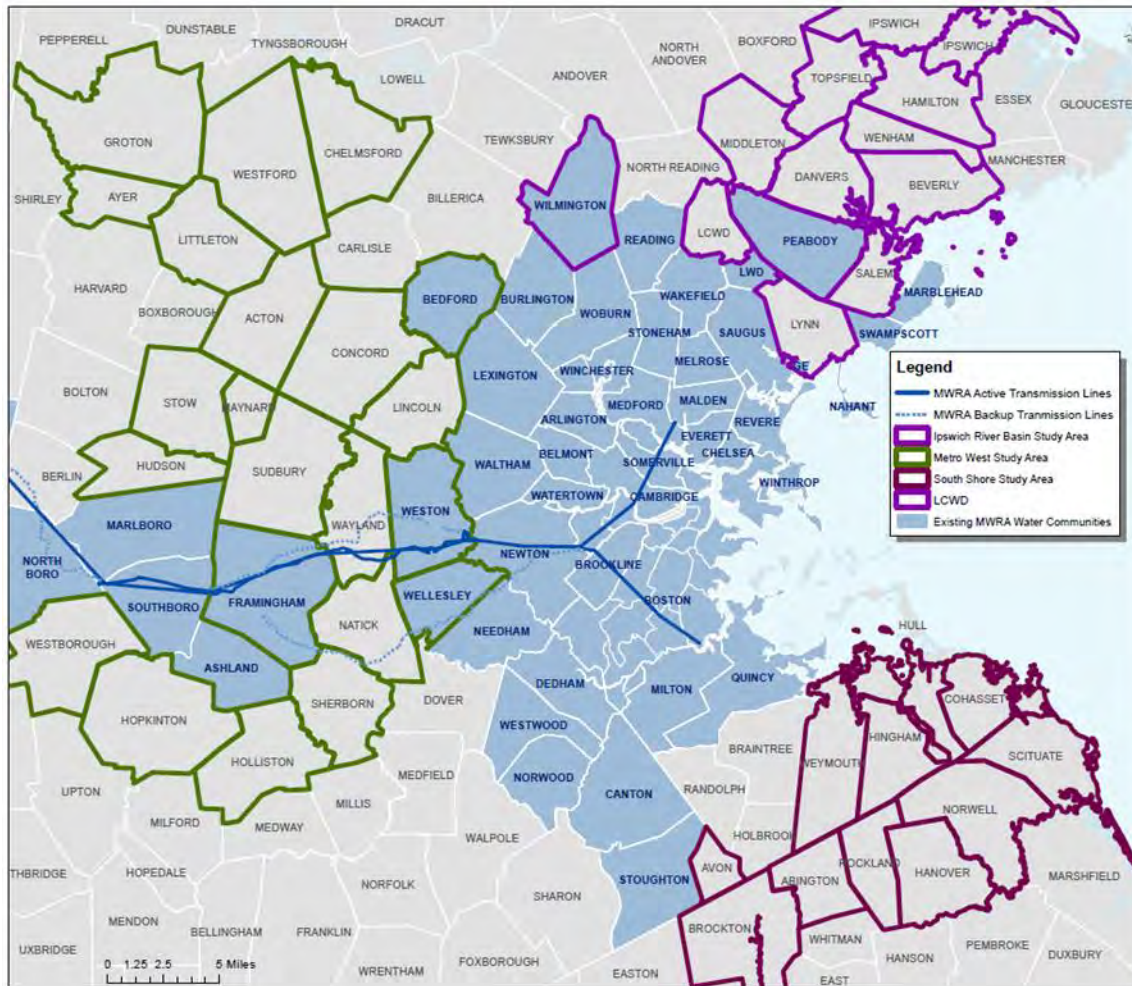 DUNSTABLE
DRACUT
IPSWICH
PEPPERELL
TYNGSBOROUGH
NORTH
ANDOVER
BOXFORD
IPSWICH
LOWELL
ANDOVER
TOPSFIELD
HAMILTON
ESSEX
GLOUCESTER
GROTON
CHELMSFORD
TEWKSBURY
MIDDLETON
WENHAM
WESTFORD
NORTH READING
DANVERS
MANCHESTER
SHIRLEY
AYER
BILLERICA
WILMINGTON
BEVERLY
LITTLETON
LCWD
READING
PEABODY
CARLISLE
LWD
SALEM
HARVARD
BEDFORD
BURLINGTON
WAKEFIELD
MARBLEHEAD
BOXBOROUGH
ACTON
WOBURN
STONEHAM
SAUGUS
LYNN
SWAMPSCOTT
CONCORD
MELROSE
GE
BOLTON
LEXINGTON
WINCHESTER
STOW
MAYNARD
LINCOLN
ARLINGTON
MEDFORD
MALDEN
REVERE
NAHANT
EVERETT
CHELSEA
BERLIN
HUDSON
SUDBURY
WALTHAM
BELMONT
SOMERVILLE
WINTHROP
WATERTOWN
CAMBRIDGE
MARLBORO
WESTON
WAYLAND
NORTH
BORO
NEWTON
BROOKLINE
SOUTHBORO
FRAMINGHAM
WELLESLEY
BOSTON
NATICK
NEEDHAM
WESTBOROUGH
ASHLAND
HULL
DEDHAM
MILTON
QUINCY
SHERBORN
DOVER
COHASSET
HOPKINTON
WESTWOOD
HINGHAM
HOLLISTON
MEDFIELD
NORWOOD
BRAINTREE
WEYMOUTH
SCITUATE
UPTON
MILLIS
CANTON
RANDOLPH
MILFORD
MEDWAY
WALPOLE
HOLBROOK
NORWELL
THBRIDGE
HOPEDALE
NORFOLK
STOUGHTON
AVON
ABINGTON
ROCKLAND
HANOVER
MARSHFIELD
SHARON
MENDON
BROCKTON
UXBRIDGE
BELLINGHAM
FRANKLIN
WHITMAN
PEMBROKE
WRENTHAM
FOXBOROUGH
EASTON
EAST
HANSON
DUXBURY
0 1.25 2.5 5 Miles
Legend
MWRA Active Transmission Lines
MWRA Backup Tranmission Lines
Ipswich River Basin Study Area
Metro West Study Area
South Shore Study Area
LCWD
Existing MWRA Water Communities